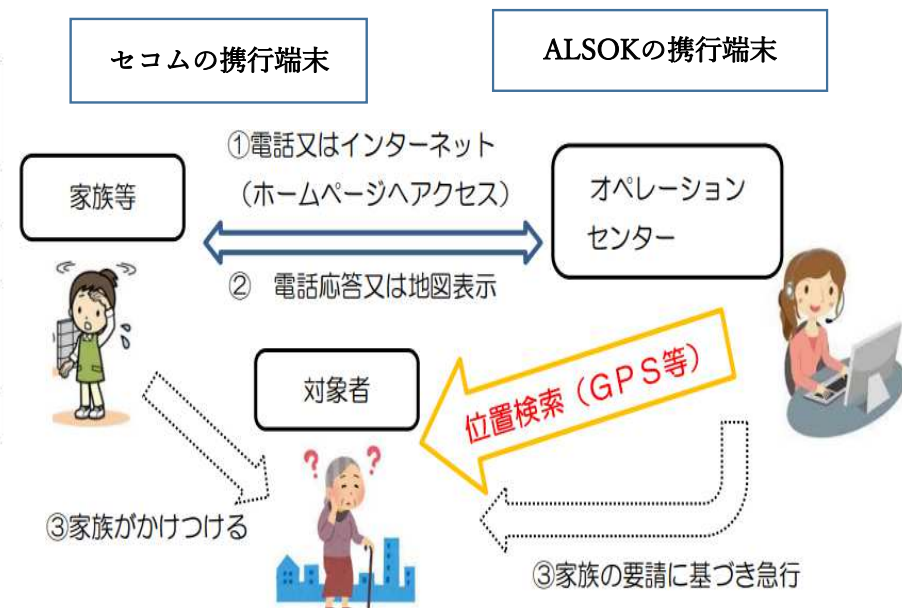 セコムの携行端末
ALSOKの携行端末
①電話又はインターネット
（ホームページへアクセス）
家族等
オペレーション
センター
②　電話応答又は地図表示
対象者
位置検索（ＧＰＳ等）
③家族がかけつける
③家族の要請に基づき急行